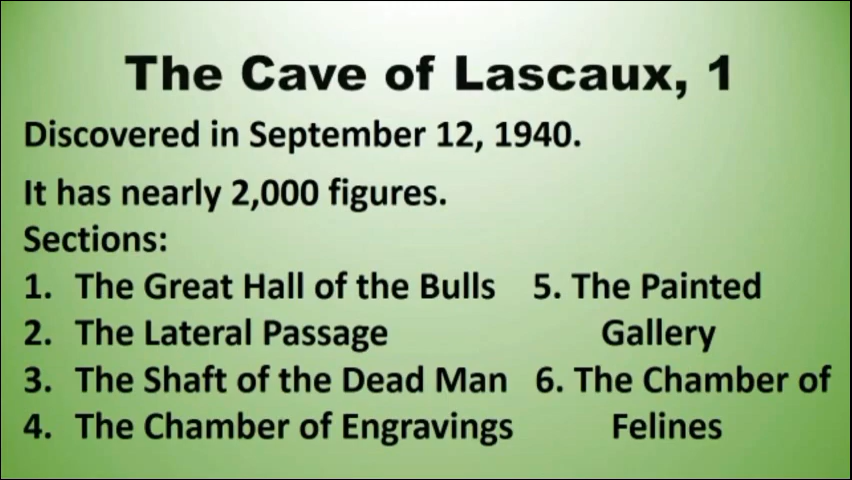 The Cave of Lascaux, 1
Discovered in September 12, 1940.
It has nearly 2,000 figures.
Sections:
1. The Great Hall of the Bulls
2. The Lateral Passage
3. The Shaft of the Dead Man
4. The Chamber of Engravings
5. The Painted
Gallery
6. The Chamber of
Felines